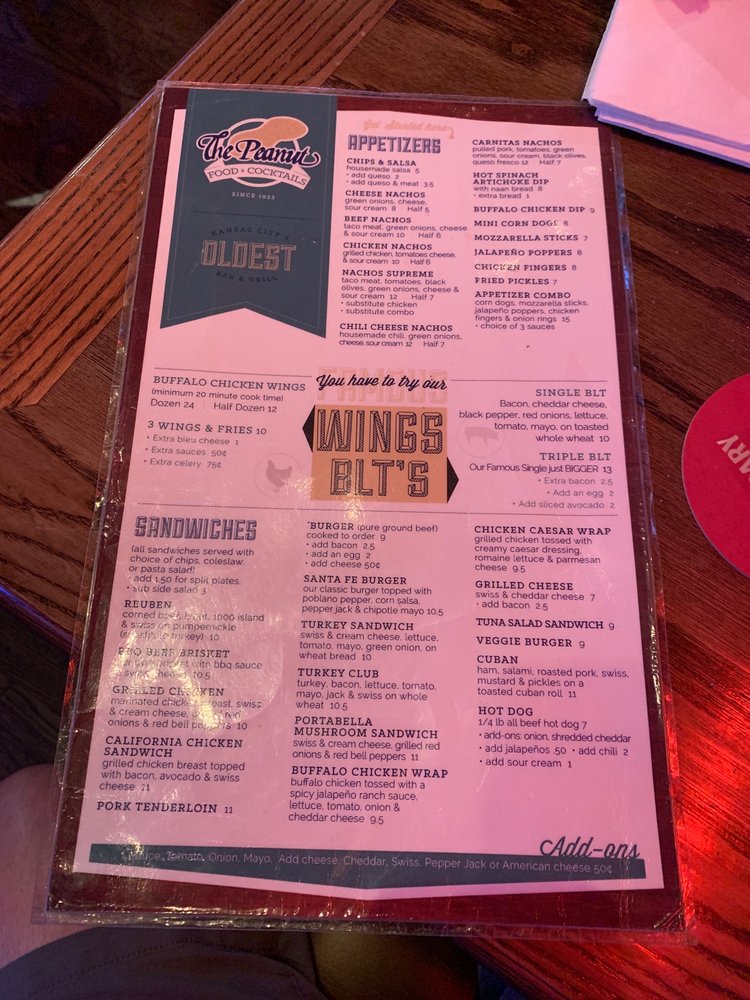 The Peanut
FOOD & COCKTAILS
SINCE 1933
KANSAS CITY'S
OLDEST
BAR & GRILL
Get Started here
APPETIZERS
CHIPS & SALSA
housemade salsa 5
• add queso 2
• add queso & meat 3.5
CHEESE NACHOS
green onions, cheese,
sour cream 8 Half 5
BEEF NACHOS
taco meat, green onions, cheese
& sour cream 10 Half 6
CHICKEN NACHOS
grilled chicken, tomatoes, cheese,
& sour cream 10 Half 6
NACHOS SUPREME
taco meat, tomatoes, black
olives, green onions, cheese &
sour cream 12 Half 7
• substitute chicken
• substitute combo
CHILI CHEESE NACHOS
housemade chili, green onions,
cheese, sour cream 12 Half 7
CARNITAS NACHOS
pulled pork, tomatoes, green
onions, sour cream, black olives,
queso fresco 12 Half 7
HOT SPINACH
ARTICHOKE DIP
with naan bread 8
• extra bread 1
BUFFALO CHICKEN DIP 9
MINI CORN DOGS 8
MOZZARELLA STICKS 7
JALAPEÑO POPPERS 8
CHICKEN FINGERS 8
FRIED PICKLES 7
APPETIZER COMBO
corn dogs, mozzarella sticks,
jalapeño poppers, chicken
fingers & onion rings 15
• choice of 3 sauces
BUFFALO CHICKEN WINGS
(minimum 20 minute cook time)
Dozen 24 Half Dozen 12
3 WINGS & FRIES 10
• Extra bleu cheese 1
• Extra sauces 50¢
• Extra celery 75¢
You have to try our
FAMOUS
WINGS
BLT'S
SINGLE BLT
Bacon, cheddar cheese,
black pepper, red onions, lettuce,
tomato, mayo, on toasted
whole wheat 10
TRIPLE BLT
Our Famous Single just BIGGER 13
• Extra bacon 2.5
• Add an egg 2
• Add sliced avocado 2
SANDWICHES
(all sandwiches served with
choice of chips, coleslaw,
or pasta salad)
• add 1.50 for split plates.
• sub side salad 3
REUBEN
corned beef, kraut, 1000 island
& swiss on pumpernickle
(substitute turkey) 10
BBQ BEEF BRISKET
brisket with bbq sauce
10.5
GRILLED CHICKEN
marinated chicken breast, swiss
& cream cheese, grilled red
onions & red bell peppers 10
CALIFORNIA CHICKEN
SANDWICH
grilled chicken breast topped
with bacon, avocado & swiss
cheese 11
PORK TENDERLOIN 11
*BURGER (pure ground beef)
cooked to order 9
• add bacon 2.5
• add an egg 2
• add cheese 50¢
SANTA FE BURGER
our classic burger topped with
poblano pepper, corn salsa,
pepper jack & chipotle mayo 10.5
TURKEY SANDWICH
swiss & cream cheese, lettuce,
tomato, mayo, green onion, on
wheat bread 10
TURKEY CLUB
turkey, bacon, lettuce, tomato,
mayo, jack & swiss on whole
wheat 10.5
PORTABELLA
MUSHROOM SANDWICH
swiss & cream cheese, grilled red
onions & red bell peppers 11
BUFFALO CHICKEN WRAP
buffalo chicken tossed with a
spicy jalapeño ranch sauce,
lettuce, tomato, onion &
cheddar cheese 9.5
CHICKEN CAESAR WRAP
grilled chicken tossed with
creamy caesar dressing,
romaine lettuce & parmesan
cheese 9.5
GRILLED CHEESE
swiss & cheddar cheese 7
• add bacon 2.5
TUNA SALAD SANDWICH 9
VEGGIE BURGER 9
CUBAN
ham, salami, roasted pork, swiss,
mustard & pickles on a
toasted cuban roll 11
HOT DOG
1/4 lb all beef hot dog 7
• add-ons: onion, shredded cheddar
• add jalapeños .50 • add chili 2
• add sour cream 1
Add-ons
Lettuce, Tomato, Onion, Mayo, Add cheese, Cheddar, Swiss, Pepper Jack or American cheese 50¢